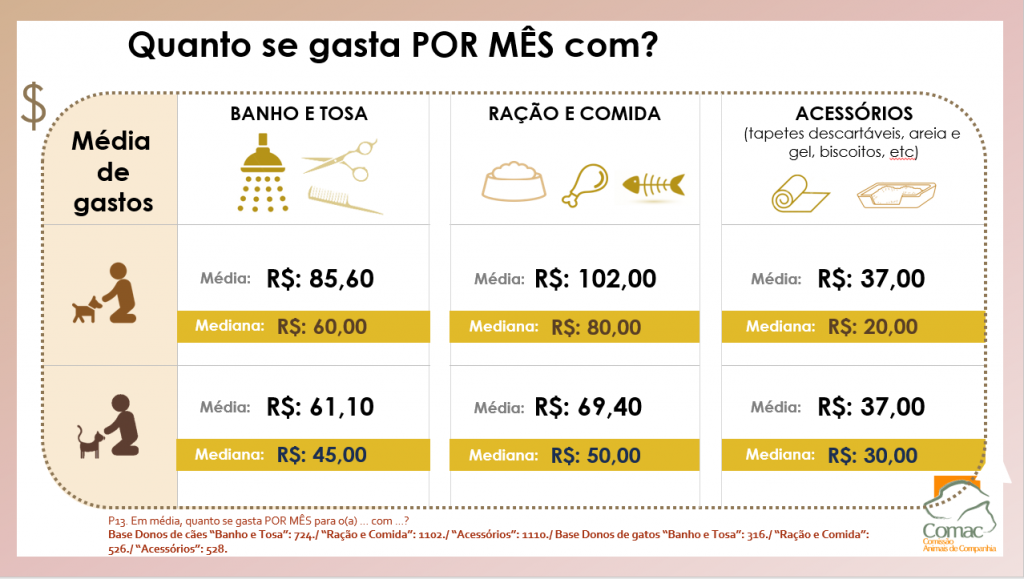 Quanto se gasta POR MÊS com?
$
Média
de
gastos
BANHO E TOSA
RAÇÃO E COMIDA
ACESSÓRIOS
(tapetes descartáveis, areia e
gel, biscoitos, etc)
Média: R$: 85,60
Média: R$: 102,00
Média: R$: 37,00
Mediana: R$: 60,00
Mediana: R$: 80,00
Mediana: R$: 20,00
Média: R$: 61,10
Média: R$: 69,40
Média: R$: 37,00
Mediana: R$: 45,00
Mediana: R$: 50,00
Mediana: R$: 30,00
P13. Em média, quanto se gasta POR MÊS para o(a) ... com ...?
Base Donos de cães “Banho e Tosa”: 724./ “Ração e Comida”: 1102./ “Acessórios”: 1110./ Base Donos de gatos “Banho e Tosa”: 316./ “Ração e Comida”:
526./ “Acessórios”: 528.
Comac
Comissão
Animais de Companhia